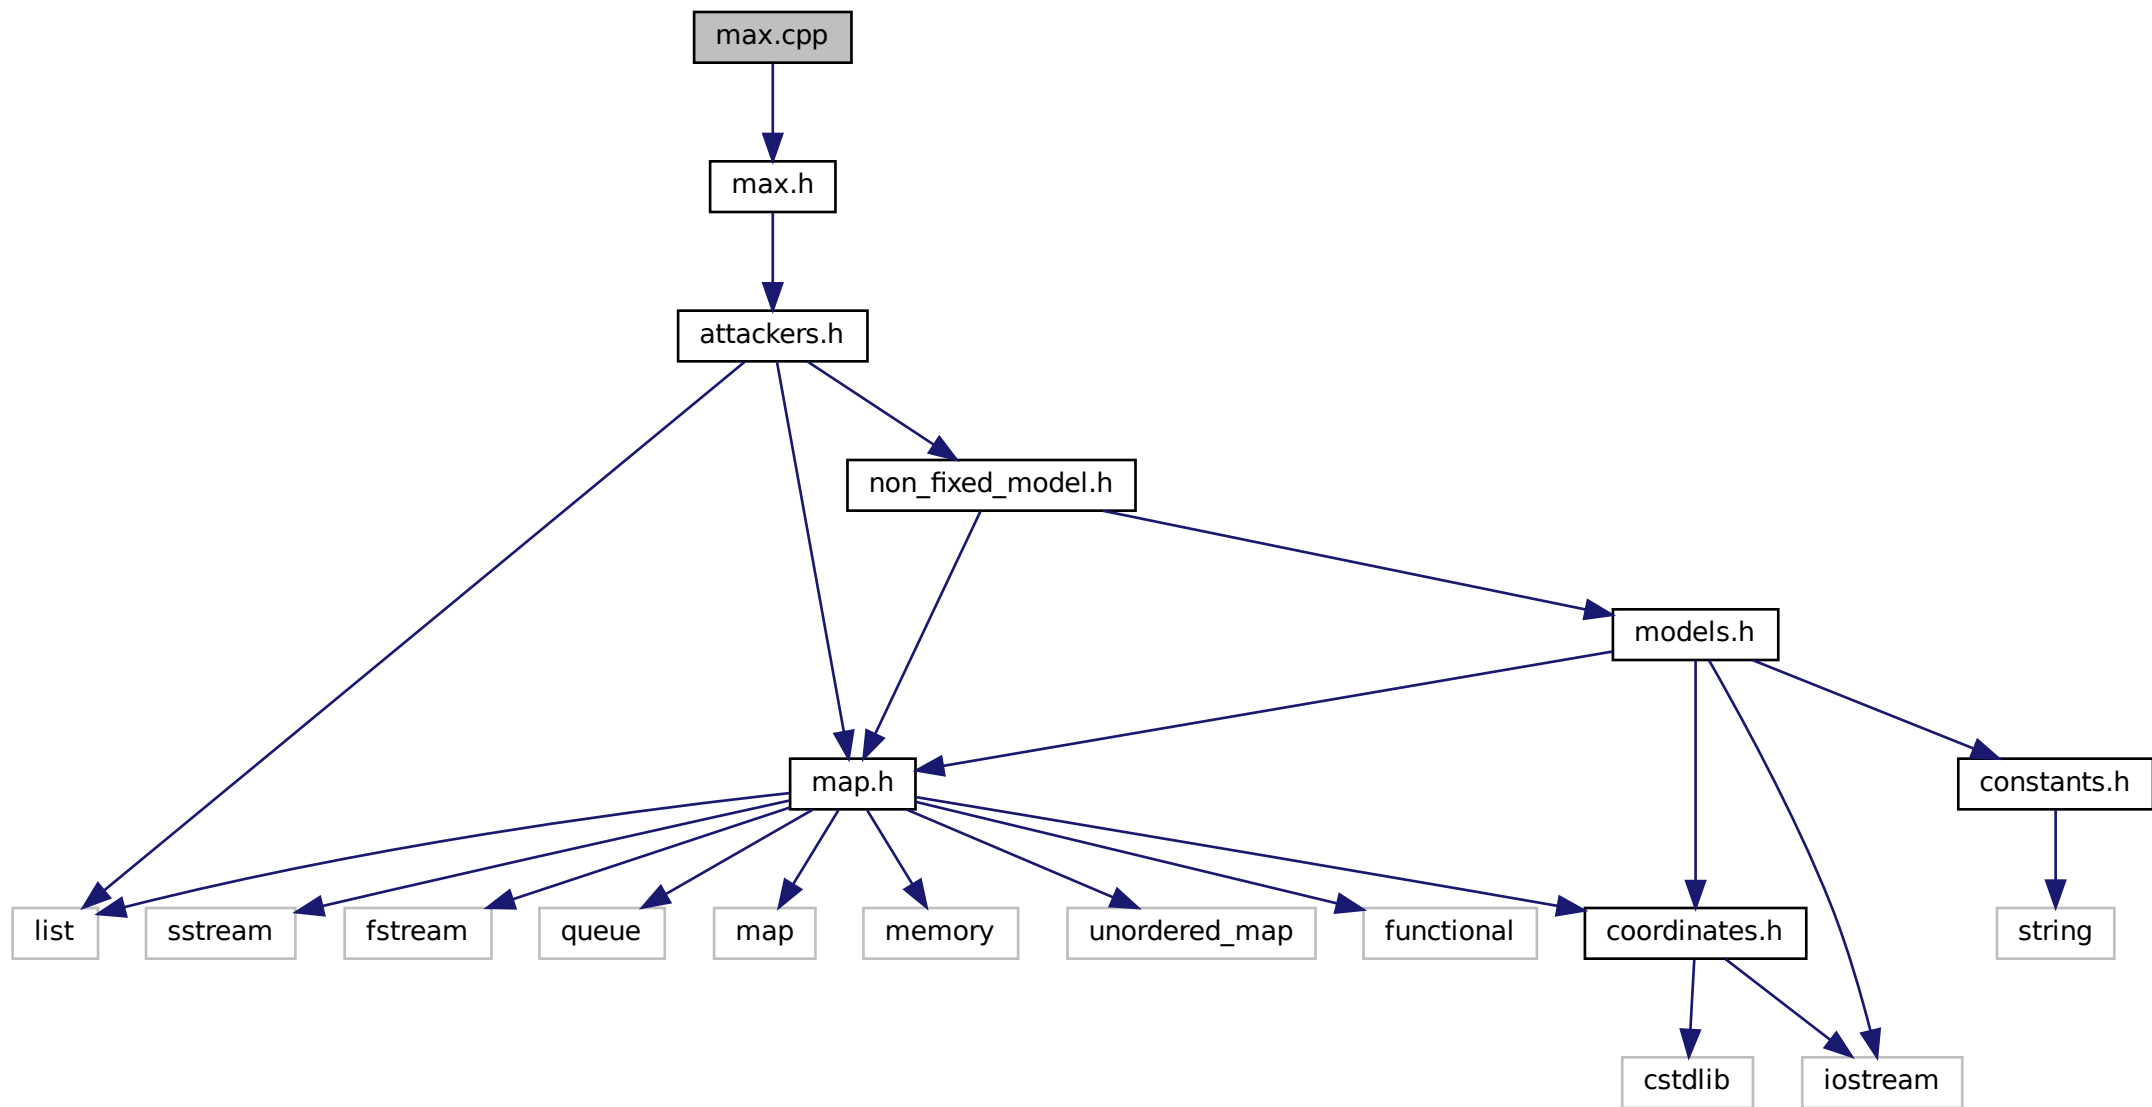 max.cpp
max.h
attackers.h
non_fixed_model.h
models.h
map.h
constants.h
list
sstream
fstream
queue
map
memory
unordered_map
functional
coordinates.h
string
cstdlib
iostream